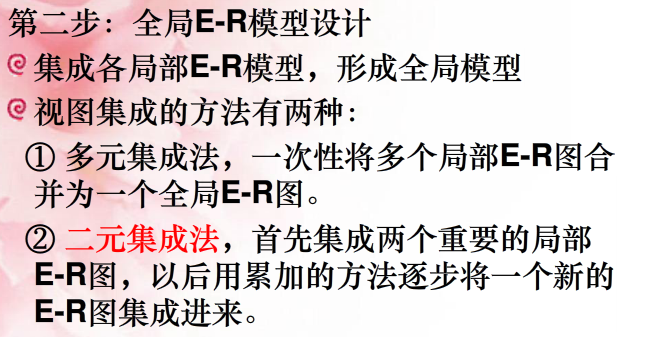 第二步：全局E-R模型设计
集成各局部E-R模型，形成全局模型
视图集成的方法有两种：
① 多元集成法，一次性将多个局部E-R图合
并为一个全局E-R图。
② 二元集成法，首先集成两个重要的局部
E-R图，以后用累加的方法逐步将一个新的
E-R图集成进来。